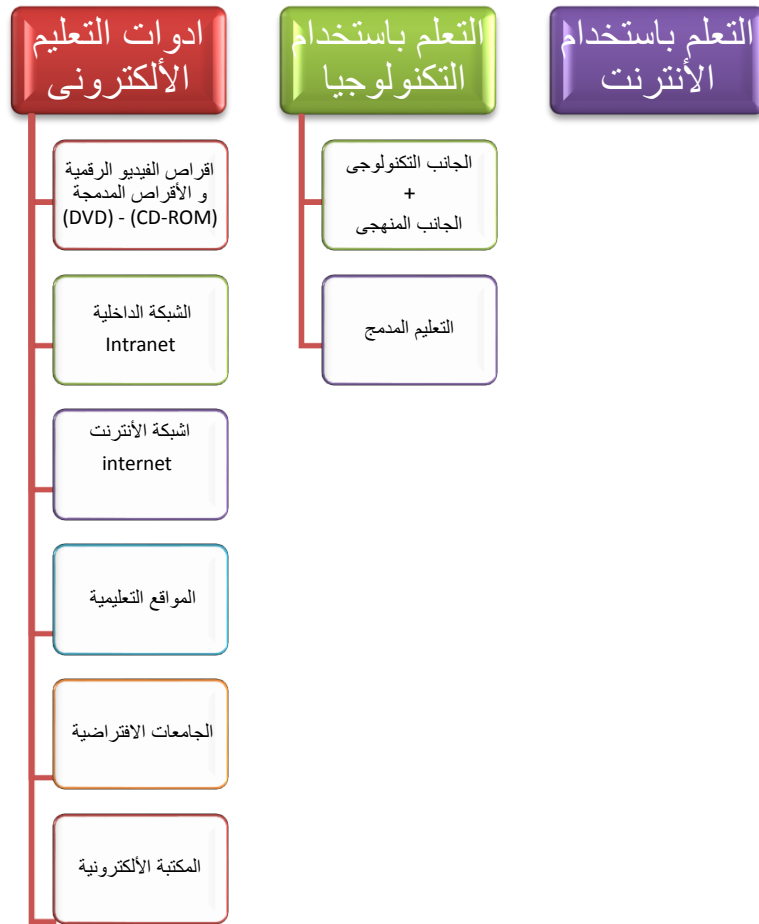 التعلم باستخدام
الأنترنت
التعلم باستخدام
التكنولوجيا
الجانب التكنولوجى
+
الجانب المنهجى
التعليم المدمج
ادوات التعليم
الألكترونى
اقراص الفيديو الرقمية
و الأقراص المدمجة
(DVD) - (CD-ROM)
الشبكة الداخلية
Intranet
اشبكة الأنترنت
internet
المواقع التعليمية
الجامعات الافتراضية
المكتبة الألكترونية